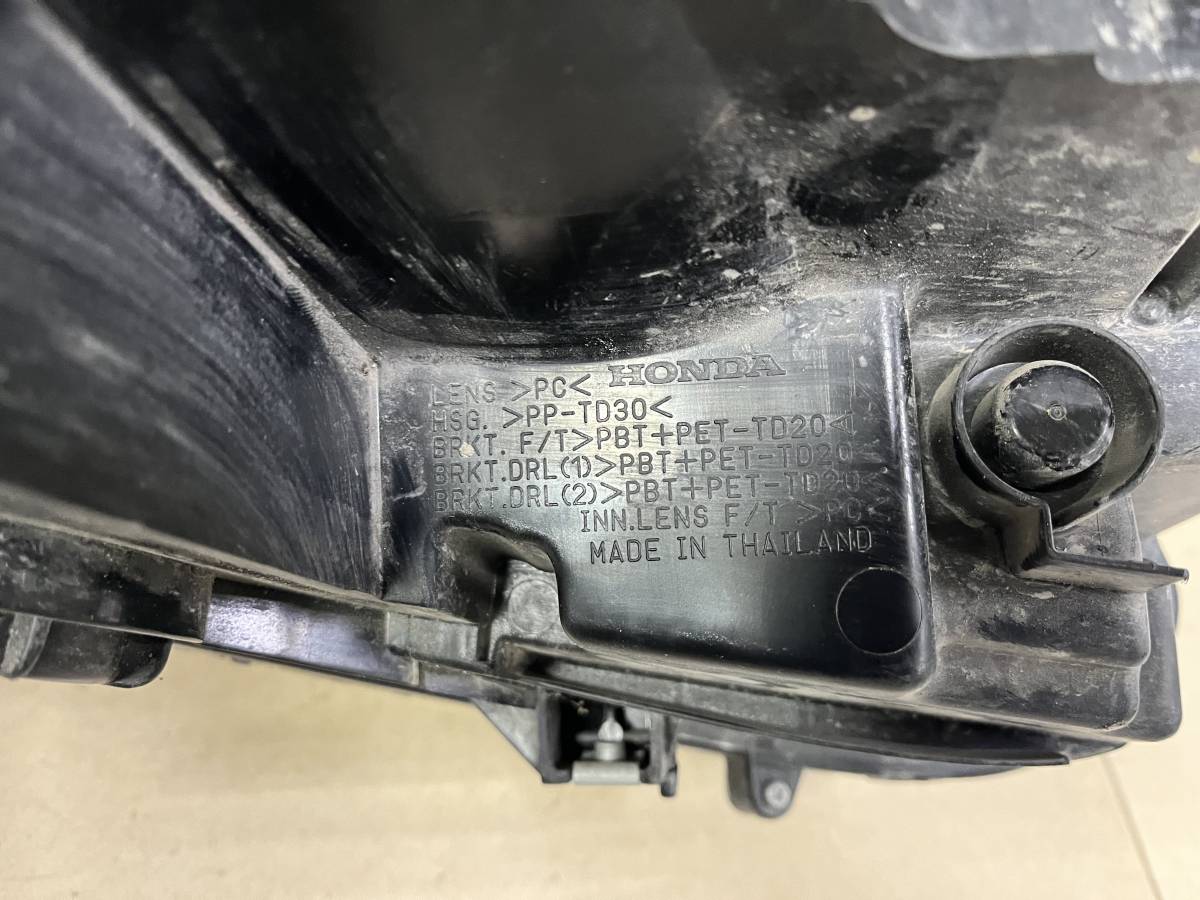 LENS >PC< HONDA
HSG. >PP-TD30<
BRKT. F/T>PBT+PET-TD20<
BRKT.DRL(1)>PBT+PET-TD20<
BRKT.DRL(2)>PBT+PET-TD20<
INN.LENS F/T >PC<
MADE IN THAILAND